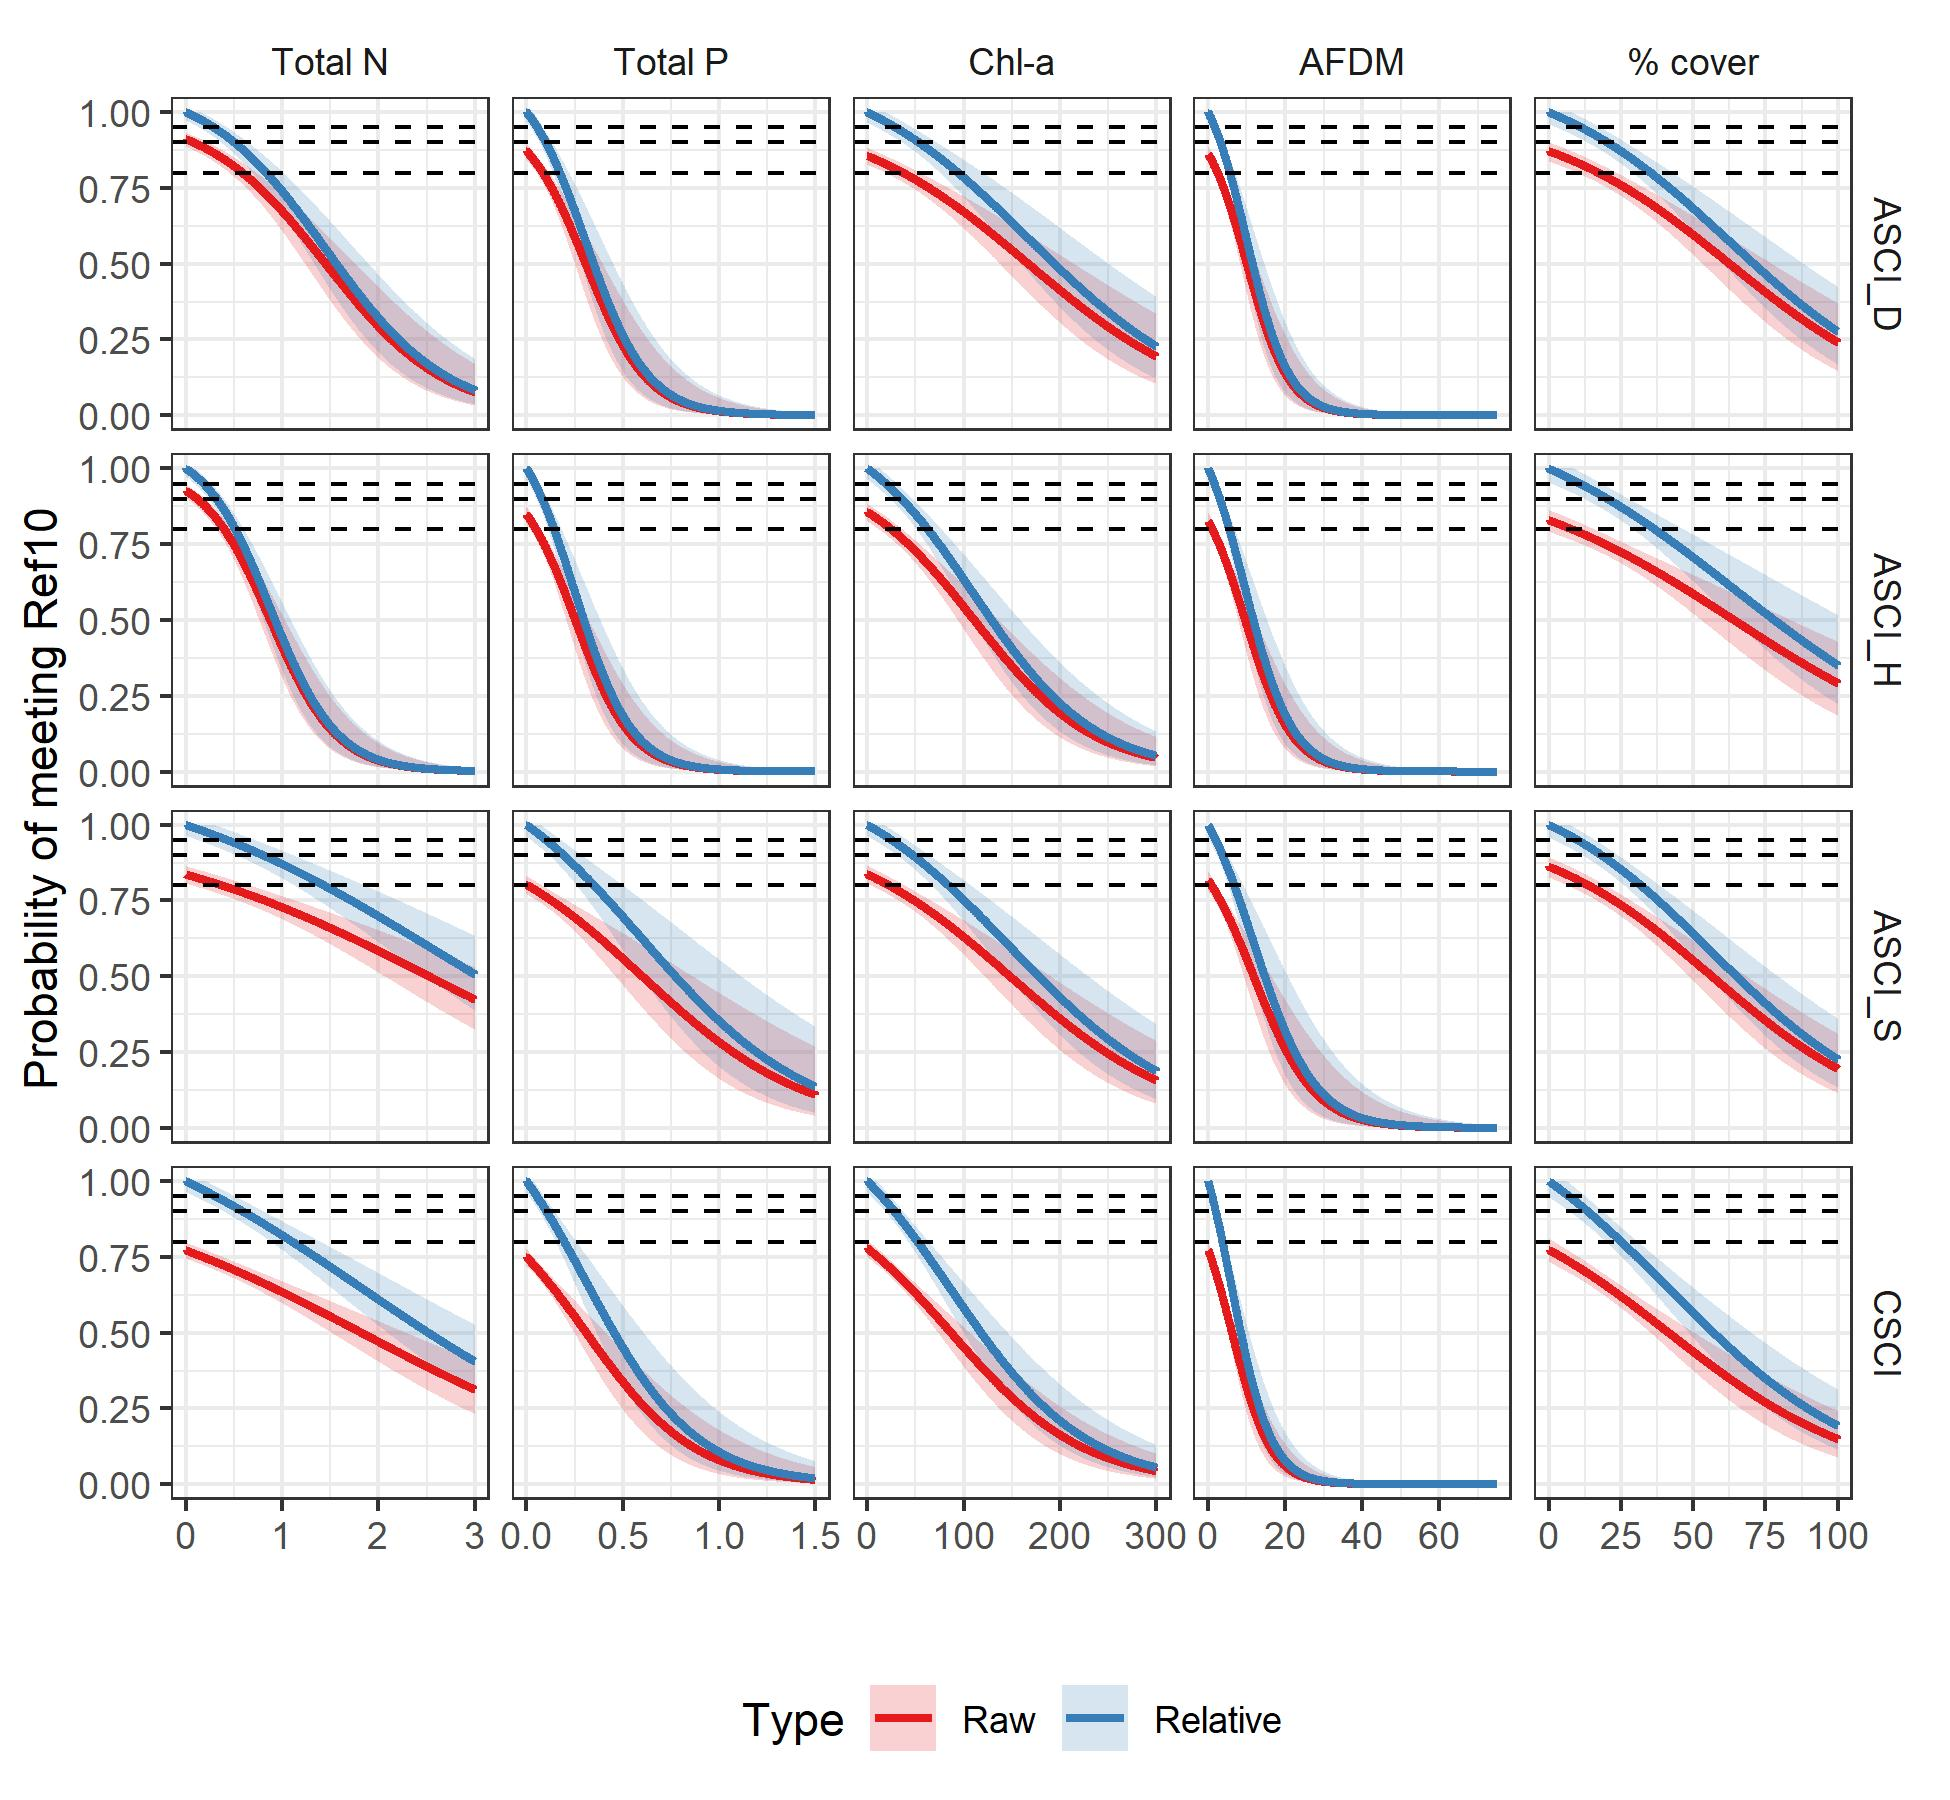 Total N Total P Chl-a AFDM % cover
1.00
0.75
0.50
0.25
0.00
ASCI_D
1.00
0.75
0.50
0.25
0.00
ASCI_H
1.00
0.75
0.50
0.25
0.00
ASCI_S
1.00
0.75
0.50
0.25
0.00
CSCI
Probability of meeting Ref10
0 1 2 3 0.0 0.5 1.0 1.5 0 100 200 300 0 20 40 60 0 25 50 75 100
Type Raw Relative